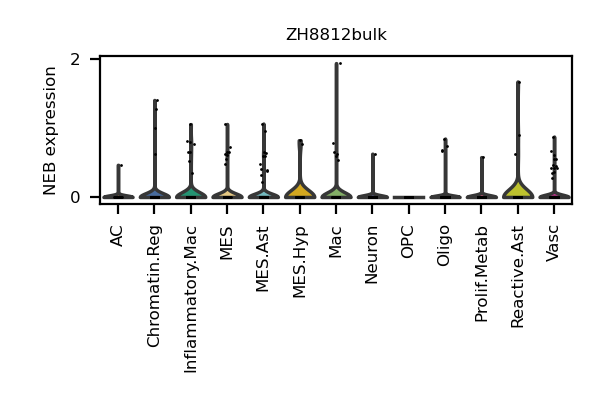 ZH8812bulk
NEB expression
2
0
AC
Chromatin.Reg
Inflammatory.Mac
MES
MES.Ast
MES.Hyp
Mac
Neuron
OPC
Oligo
Prolif.Metab
Reactive.Ast
Vasc